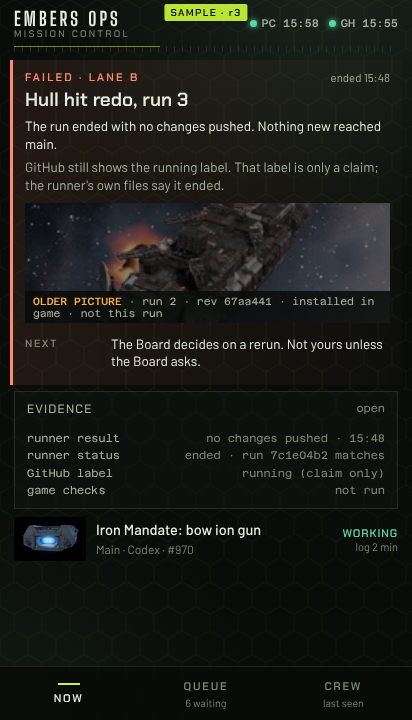 EMBERS OPS
MISSION CONTROL
SAMPLE · r3
PC 15:58
GH 15:55
FAILED · LANE B
ended 15:48
Hull hit redo, run 3
The run ended with no changes pushed. Nothing new reached
main.
GitHub still shows the running label. That label is only a claim;
the runner's own files say it ended.
OLDER PICTURE · run 2 · rev 67aa441 · installed in
game · not this run
NEXT
The Board decides on a rerun. Not yours unless
the Board asks.
EVIDENCE
open
runner result
no changes pushed · 15:48
runner status
ended · run 7c1e04b2 matches
GitHub label
running (claim only)
game checks
not run
Iron Mandate: bow ion gun
Main · Codex · #970
WORKING
log 2 min
NOW
QUEUE
6 waiting
CREW
last seen